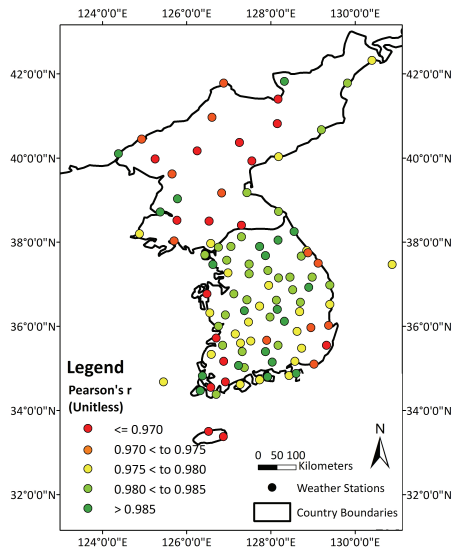 124°0'0"E 126°0'0"E 128°0'0"E 130°0'0"E
42°0'0"N 42°0'0"N
40°0'0"N 40°0'0"N
38°0'0"N 38°0'0"N
36°0'0"N 36°0'0"N
34°0'0"N 34°0'0"N
32°0'0"N 32°0'0"N
Legend
Pearson's r
(Unitless)
<= 0.970
0.970 < to 0.975
0.975 < to 0.980
0.980 < to 0.985
> 0.985
N
0 50 100
Kilometers
Weather Stations
Country Boundaries
124°0'0"E 126°0'0"E 128°0'0"E 130°0'0"E